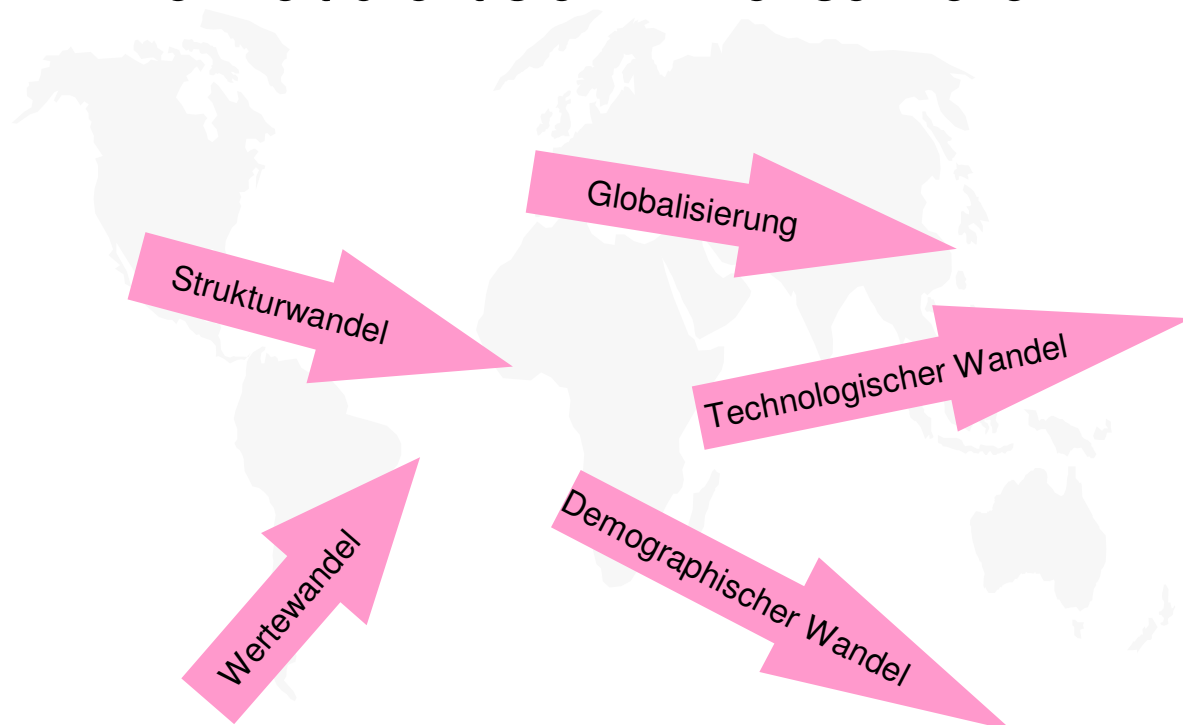 Globalisierung
Strukturwandel
Technologischer Wandel
Demographischer Wandel
Wertewandel